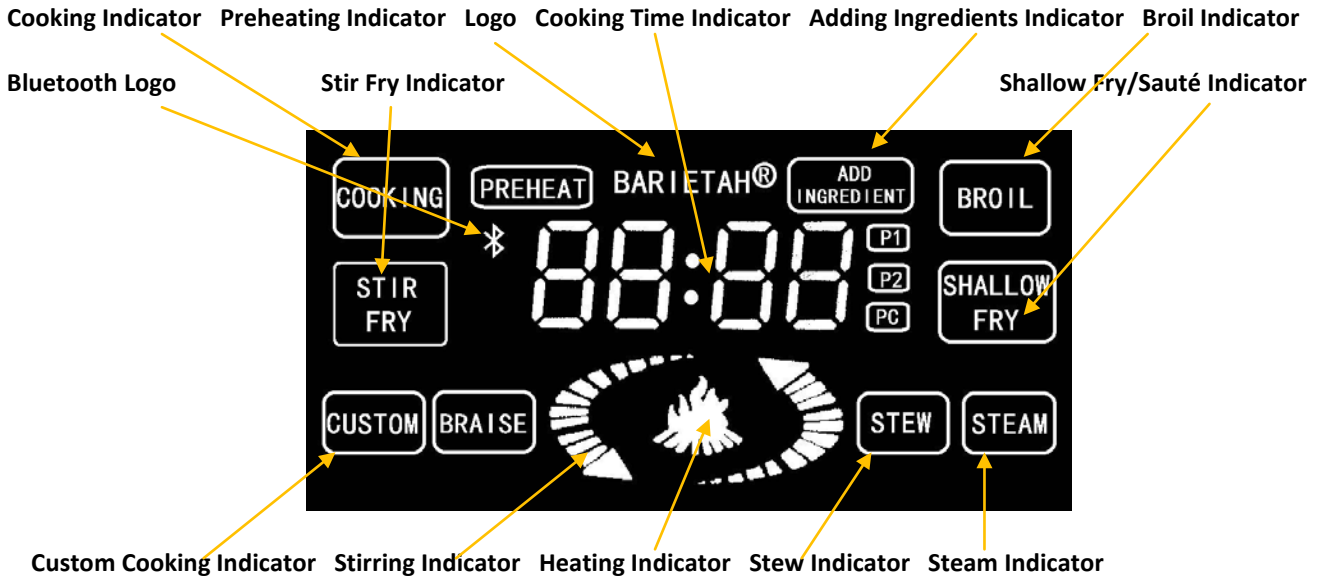 Cooking Indicator Preheating Indicator Logo Cooking Time Indicator Adding Ingredients Indicator Broil Indicator
Bluetooth Logo Stir Fry Indicator Shallow Fry/Sauté Indicator
COOKING
PREHEAT
BARIETAH®
ADD
INGREDIENT
BROIL
88:88
P1
P2
PC
STIR
FRY
SHALLOW
FRY
CUSTOM
BRAISE
STEW
STEAM
Custom Cooking Indicator Stirring Indicator Heating Indicator Stew Indicator Steam Indicator